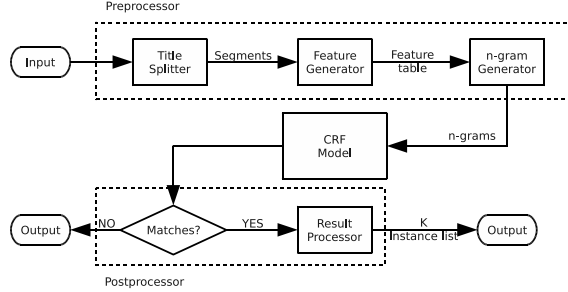 Preprocessor
Input
Title
Splitter
Segments
Feature
Generator
Feature
table
n-gram
Generator
n-grams
CRF
Model
Output
NO
Matches?
YES
Result
Processor
K
Instance list
Output
Postprocessor